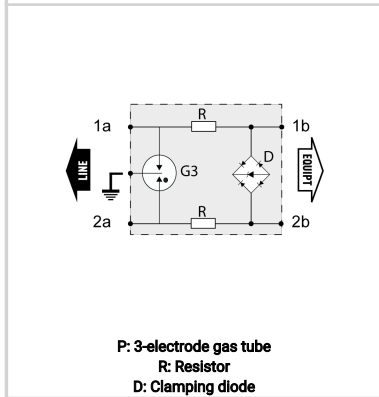 R
1a
1b
D
LINE
G3
EQUIPT
R
2a
2b
P: 3-electrode gas tube
R: Resistor
D: Clamping diode